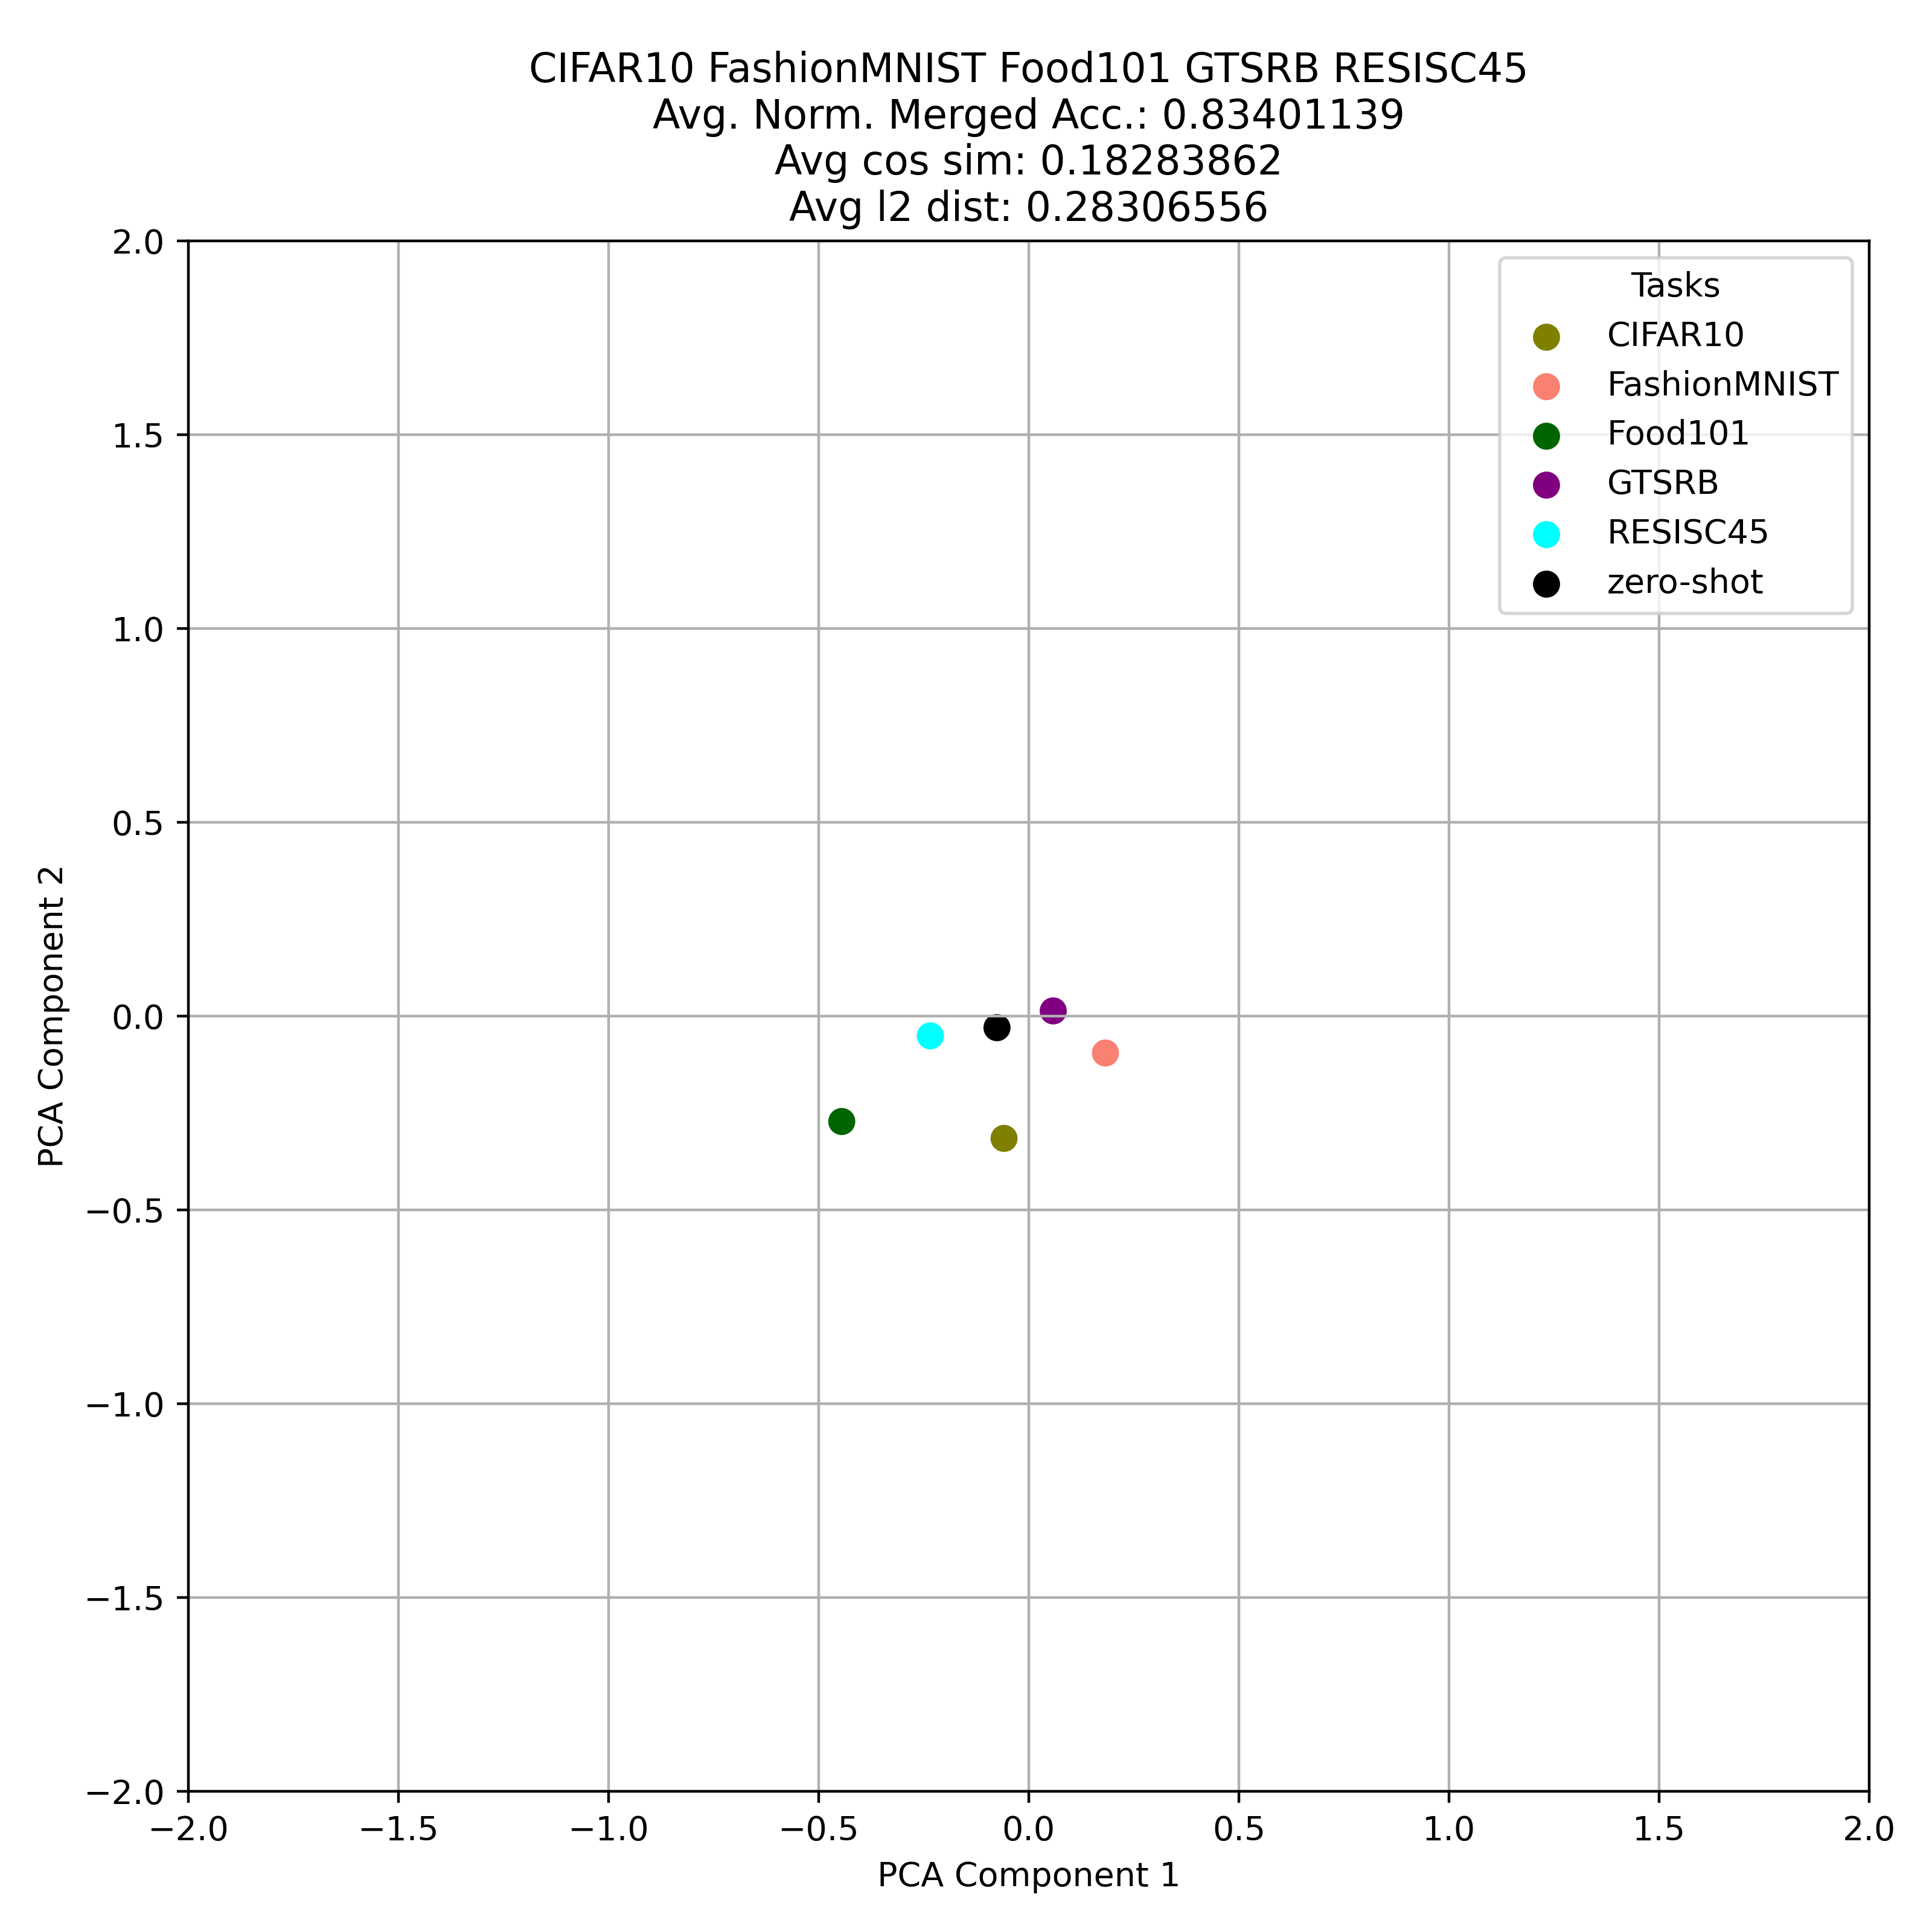 CIFAR10 FashionMNIST Food101 GTSRB RESISC45
Avg. Norm. Merged Acc.: 0.83401139
Avg cos sim: 0.18283862
Avg l2 dist: 0.28306556
Tasks
CIFAR10
FashionMNIST
Food101
GTSRB
RESISC45
zero-shot
PCA Component 2
2.0
1.5
1.0
0.5
0.0
−0.5
−1.0
−1.5
−2.0
−2.0 −1.5 −1.0 −0.5 0.0 0.5 1.0 1.5 2.0
PCA Component 1